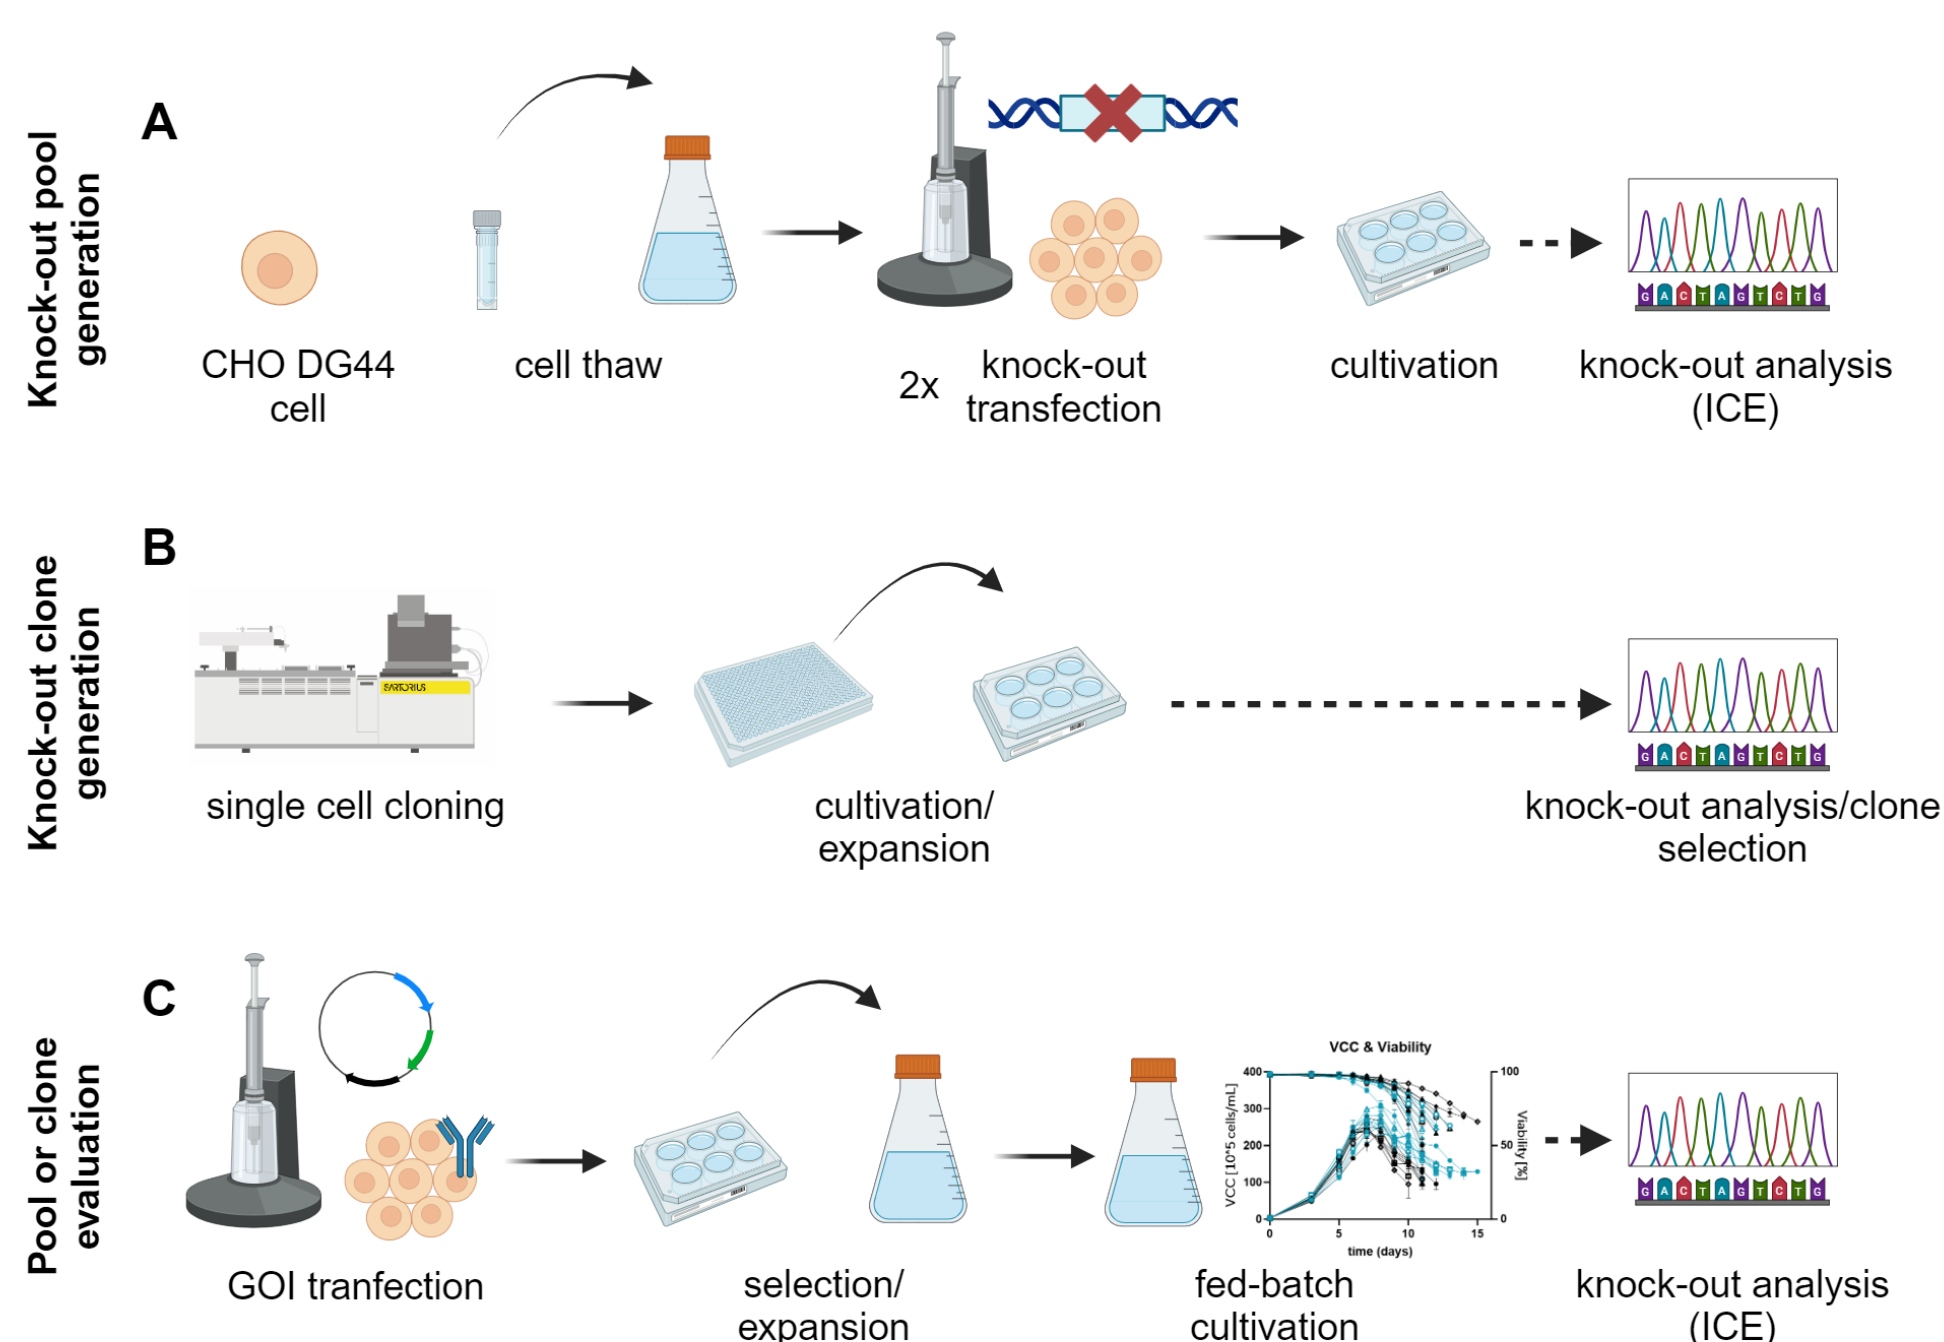 Knock-out pool
generation
A
CHO DG44
cell
cell thaw
2x
knock-out
transfection
cultivation
GACTAGTCTG
knock-out analysis
(ICE)
Knock-out clone
generation
B
SARTORIUS
single cell cloning
cultivation/
expansion
GACTAGTCTG
knock-out analysis/clone
selection
Pool or clone
evaluation
C
GOI tranfection
selection/
expansion
VCC & Viability
VCC [10^5 cells/mL]
400
300
200
100
0
100
50
0
Viability [%]
0 5 10 15
time (days)
fed-batch
cultivation
GACTAGTCTG
knock-out analysis
(ICE)